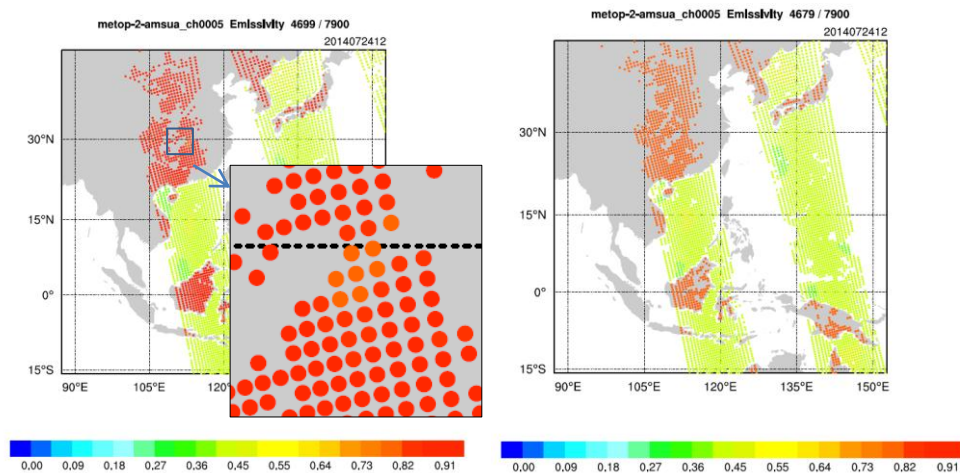 metop-2-amsua_ch0005 Emissivity 4699 / 7900
2014072412
30°N
15°N
0°
15°S
90°E
105°E
120°
0.00 0.09 0.18 0.27 0.36 0.45 0.55 0.64 0.73 0.82 0.91
metop-2-amsua_ch0005 Emissivity 4679 / 7900
2014072412
30°N
15°N
0°
15°S
90°E
105°E
120°E
135°E
150°E
0.00 0.09 0.18 0.27 0.36 0.45 0.55 0.64 0.73 0.82 0.91